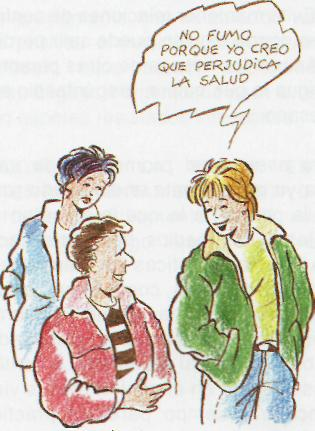 NO FUMO
PORQUE YO CREO
QUE PERJUDICA
LA SALUD